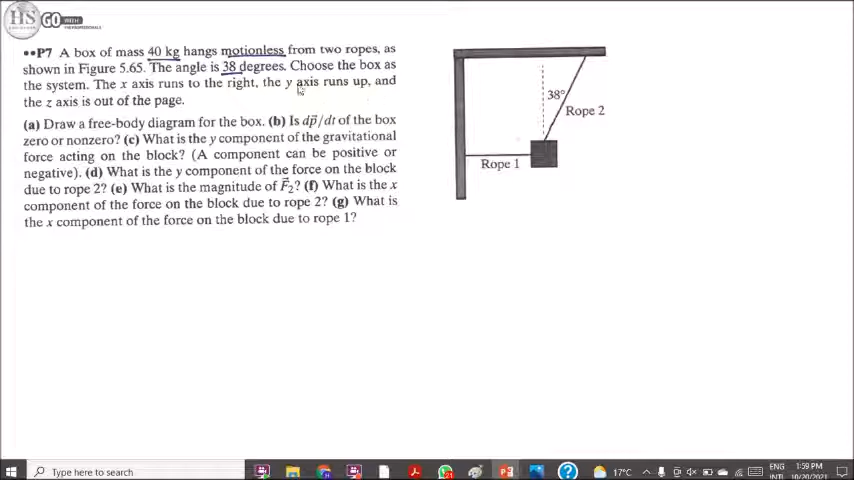 HS
GO
••P7 A box of mass 40 kg hangs motionless from two ropes, as
shown in Figure 5.65. The angle is 38 degrees. Choose the box as
the system. The x axis runs to the right, the y axis runs up, and
the z axis is out of the page.
(a) Draw a free-body diagram for the box. (b) Is dp⃗/dt of the box
zero or nonzero? (c) What is the y component of the gravitational
force acting on the block? (A component can be positive or
negative). (d) What is the y component of the force on the block
due to rope 2? (e) What is the magnitude of F⃗₂? (f) What is the x
component of the force on the block due to rope 2? (g) What is
the x component of the force on the block due to rope 1?
38°
Rope 2
Rope 1
Type here to search
17°C
ENG
INTL
1:59 PM
10/20/2021